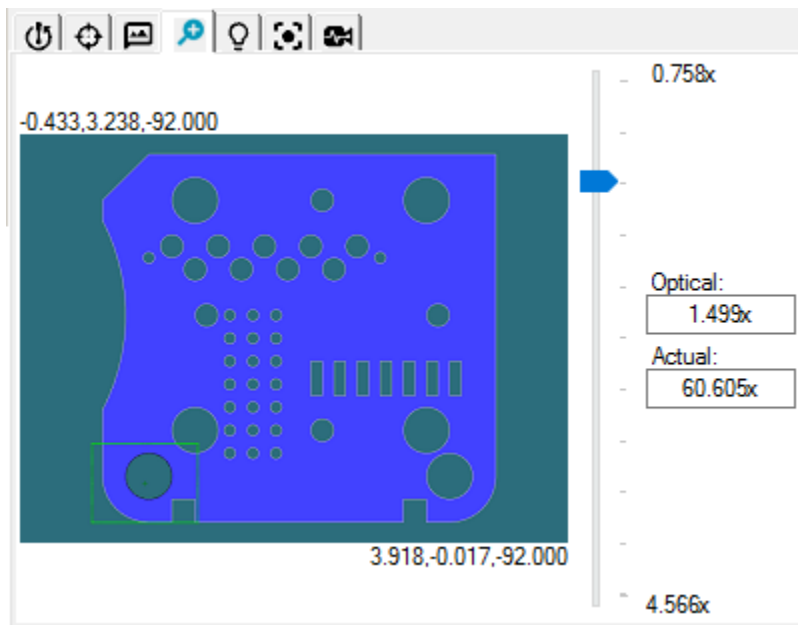 0.758x
-0.433,3.238,-92.000
Optical:
1.499x
Actual:
60.605x
3.918,-0.017,-92.000
4.566x